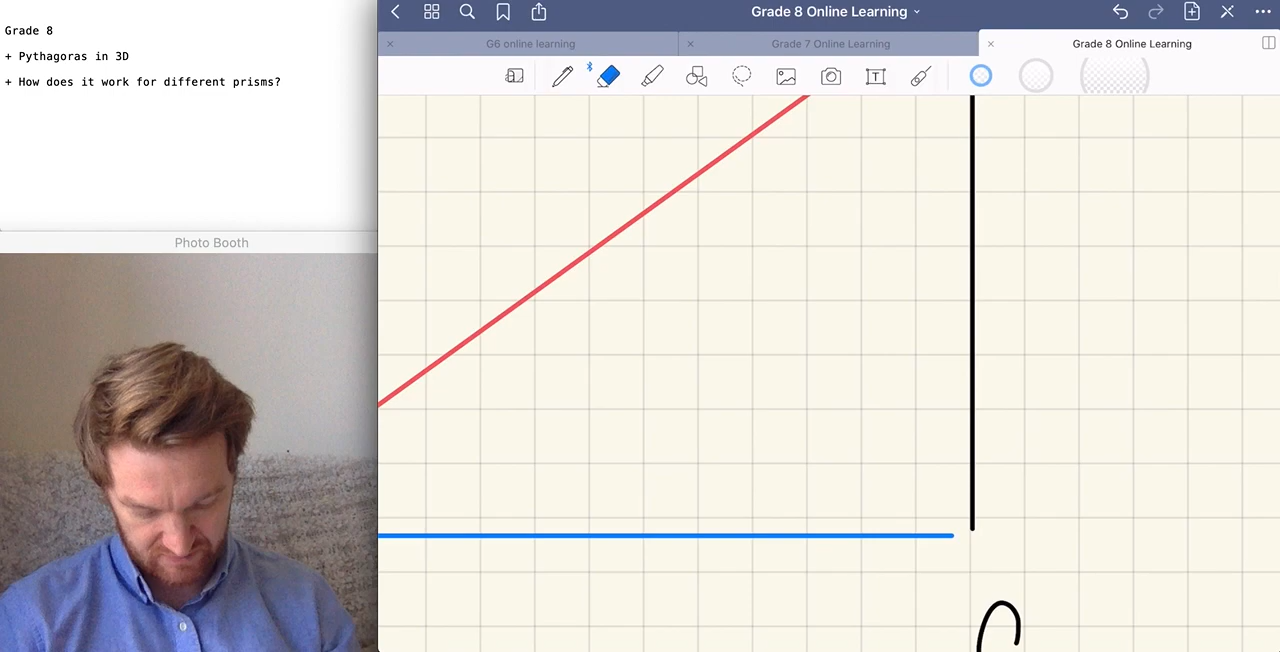 Grade 8
+ Pythagoras in 3D
+ How does it work for different prisms?
Photo Booth
Grade 8 Online Learning
G6 online learning
Grade 7 Online Learning
Grade 8 Online Learning
T